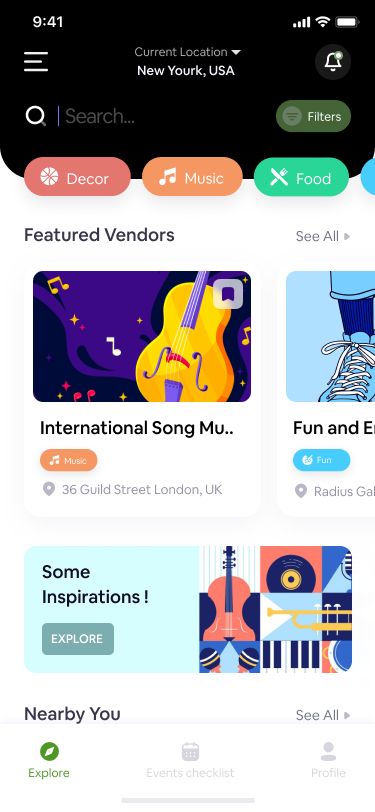 9:41
Current Location
New Yourk, USA
Search...
Filters
Decor
Music
Food
Featured Vendors
See All
International Song Mu..
Fun and E
Music
Fun
36 Guild Street London, UK
Radius Gal
Some
Inspirations !
EXPLORE
Nearby You
See All
Explore
Events checklist
Profile